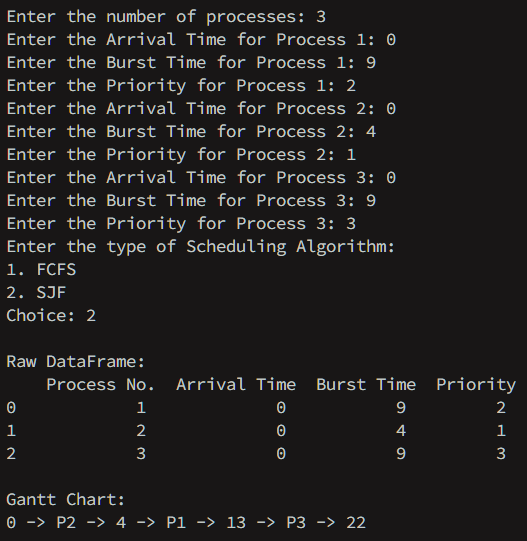 Enter the number of processes: 3
Enter the Arrival Time for Process 1: 0
Enter the Burst Time for Process 1: 9
Enter the Priority for Process 1: 2
Enter the Arrival Time for Process 2: 0
Enter the Burst Time for Process 2: 4
Enter the Priority for Process 2: 1
Enter the Arrival Time for Process 3: 0
Enter the Burst Time for Process 3: 9
Enter the Priority for Process 3: 3
Enter the type of Scheduling Algorithm:
1. FCFS
2. SJF
Choice: 2

Raw DataFrame:
    Process No.  Arrival Time  Burst Time  Priority
0            1             0           9         2
1            2             0           4         1
2            3             0           9         3

Gantt Chart:
0 -> P2 -> 4 -> P1 -> 13 -> P3 -> 22